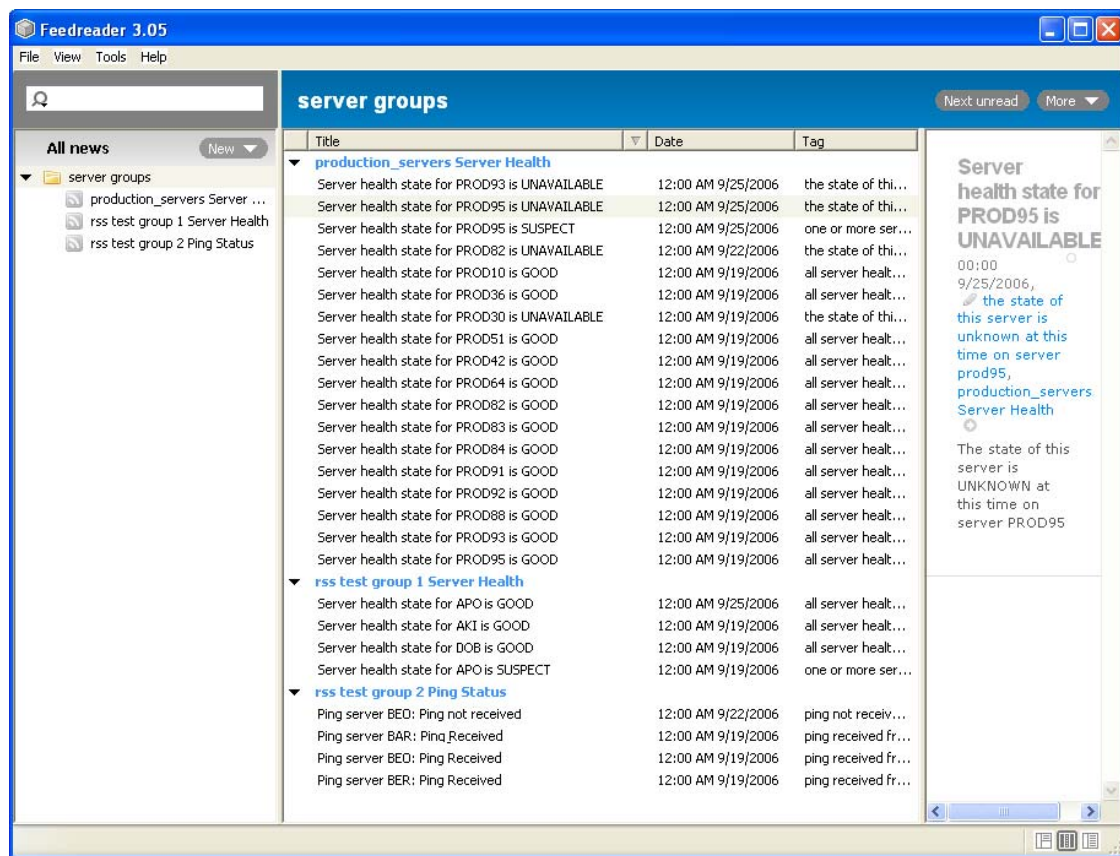 Feedreader 3.05
File View Tools Help
server groups
Next unread More
All news New
server groups
production_servers Server ...
rss test group 1 Server Health
rss test group 2 Ping Status
Title Date Tag
production_servers Server Health
Server health state for PROD93 is UNAVAILABLE 12:00 AM 9/25/2006 the state of thi...
Server health state for PROD95 is UNAVAILABLE 12:00 AM 9/25/2006 the state of thi...
Server health state for PROD95 is SUSPECT 12:00 AM 9/25/2006 one or more ser...
Server health state for PROD82 is UNAVAILABLE 12:00 AM 9/22/2006 the state of thi...
Server health state for PROD10 is GOOD 12:00 AM 9/19/2006 all server healt...
Server health state for PROD36 is GOOD 12:00 AM 9/19/2006 all server healt...
Server health state for PROD30 is UNAVAILABLE 12:00 AM 9/19/2006 the state of thi...
Server health state for PROD51 is GOOD 12:00 AM 9/19/2006 all server healt...
Server health state for PROD42 is GOOD 12:00 AM 9/19/2006 all server healt...
Server health state for PROD64 is GOOD 12:00 AM 9/19/2006 all server healt...
Server health state for PROD82 is GOOD 12:00 AM 9/19/2006 all server healt...
Server health state for PROD83 is GOOD 12:00 AM 9/19/2006 all server healt...
Server health state for PROD84 is GOOD 12:00 AM 9/19/2006 all server healt...
Server health state for PROD91 is GOOD 12:00 AM 9/19/2006 all server healt...
Server health state for PROD92 is GOOD 12:00 AM 9/19/2006 all server healt...
Server health state for PROD88 is GOOD 12:00 AM 9/19/2006 all server healt...
Server health state for PROD93 is GOOD 12:00 AM 9/19/2006 all server healt...
Server health state for PROD95 is GOOD 12:00 AM 9/19/2006 all server healt...
rss test group 1 Server Health
Server health state for APO is GOOD 12:00 AM 9/25/2006 all server healt...
Server health state for AKI is GOOD 12:00 AM 9/19/2006 all server healt...
Server health state for DOB is GOOD 12:00 AM 9/19/2006 all server healt...
Server health state for APO is SUSPECT 12:00 AM 9/19/2006 one or more ser...
rss test group 2 Ping Status
Ping server BEO: Ping not received 12:00 AM 9/22/2006 ping not receiv...
Ping server BAR: Ping Received 12:00 AM 9/19/2006 ping received fr...
Ping server BEO: Ping Received 12:00 AM 9/19/2006 ping received fr...
Ping server BER: Ping Received 12:00 AM 9/19/2006 ping received fr...
Server
health state for
PROD95 is
UNAVAILABLE
00:00
9/25/2006,
the state of
this server is
unknown at this
time on server
prod95,
production_servers
Server Health
The state of this
server is
UNKNOWN at
this time on
server PROD95